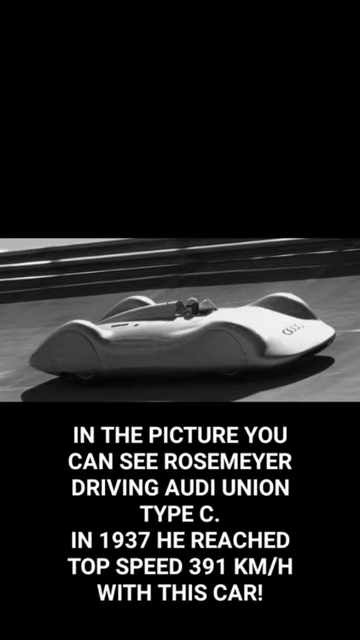 IN THE PICTURE YOU
CAN SEE ROSEMEYER
DRIVING AUDI UNION
TYPE C.
IN 1937 HE REACHED
TOP SPEED 391 KM/H
WITH THIS CAR!